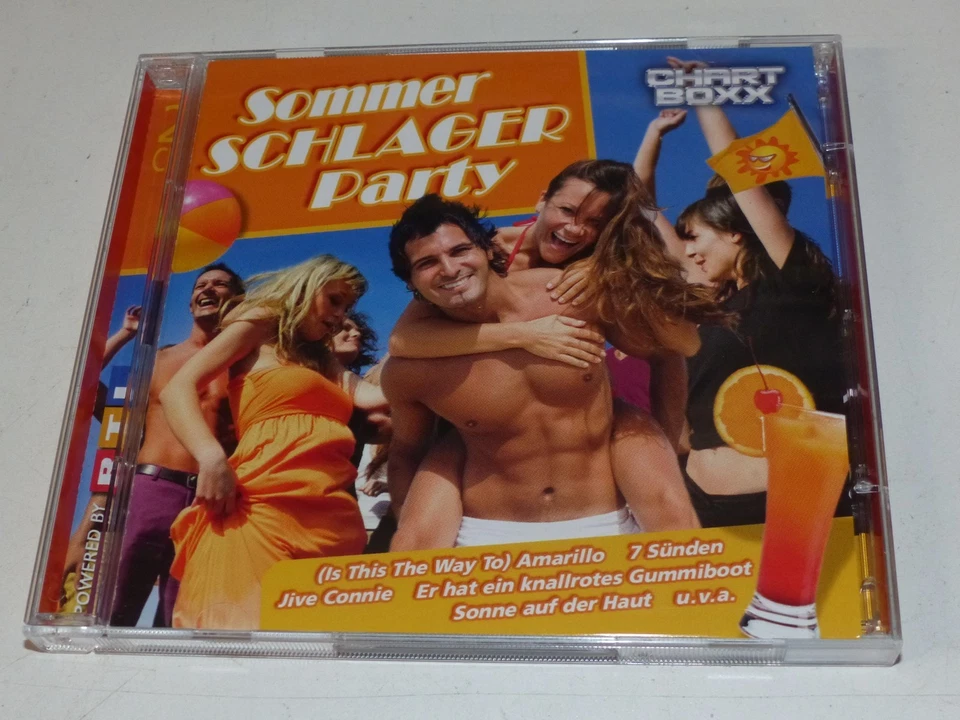 Sommer
SCHLAGER
Party
CHART
BOXX
POWERED BY RTL
(Is This The Way To) Amarillo 7 Sünden
Jive Connie Er hat ein knallrotes Gummiboot
Sonne auf der Haut u.v.a.